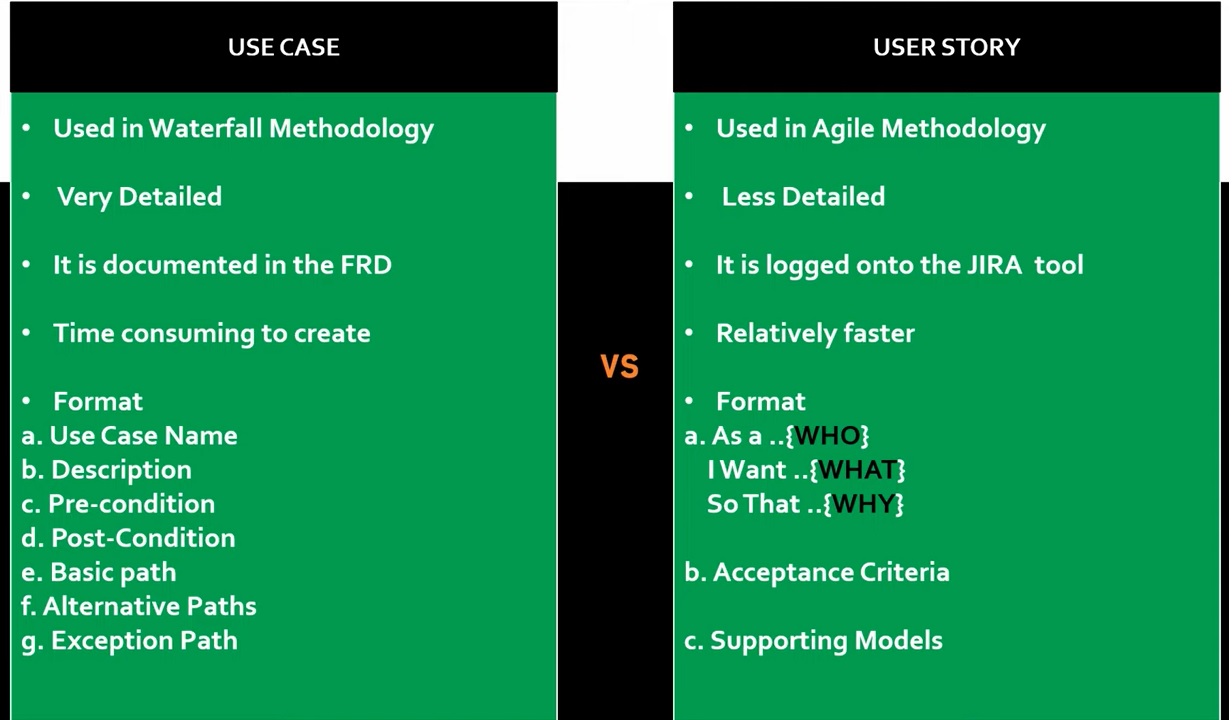 USE CASE
• Used in Waterfall Methodology
• Very Detailed
• It is documented in the FRD
• Time consuming to create
• Format
a. Use Case Name
b. Description
c. Pre-condition
d. Post-Condition
e. Basic path
f. Alternative Paths
g. Exception Path
VS
USER STORY
• Used in Agile Methodology
• Less Detailed
• It is logged onto the JIRA tool
• Relatively faster
• Format
a. As a ..{WHO}
I Want ..{WHAT}
So That ..{WHY}
b. Acceptance Criteria
c. Supporting Models